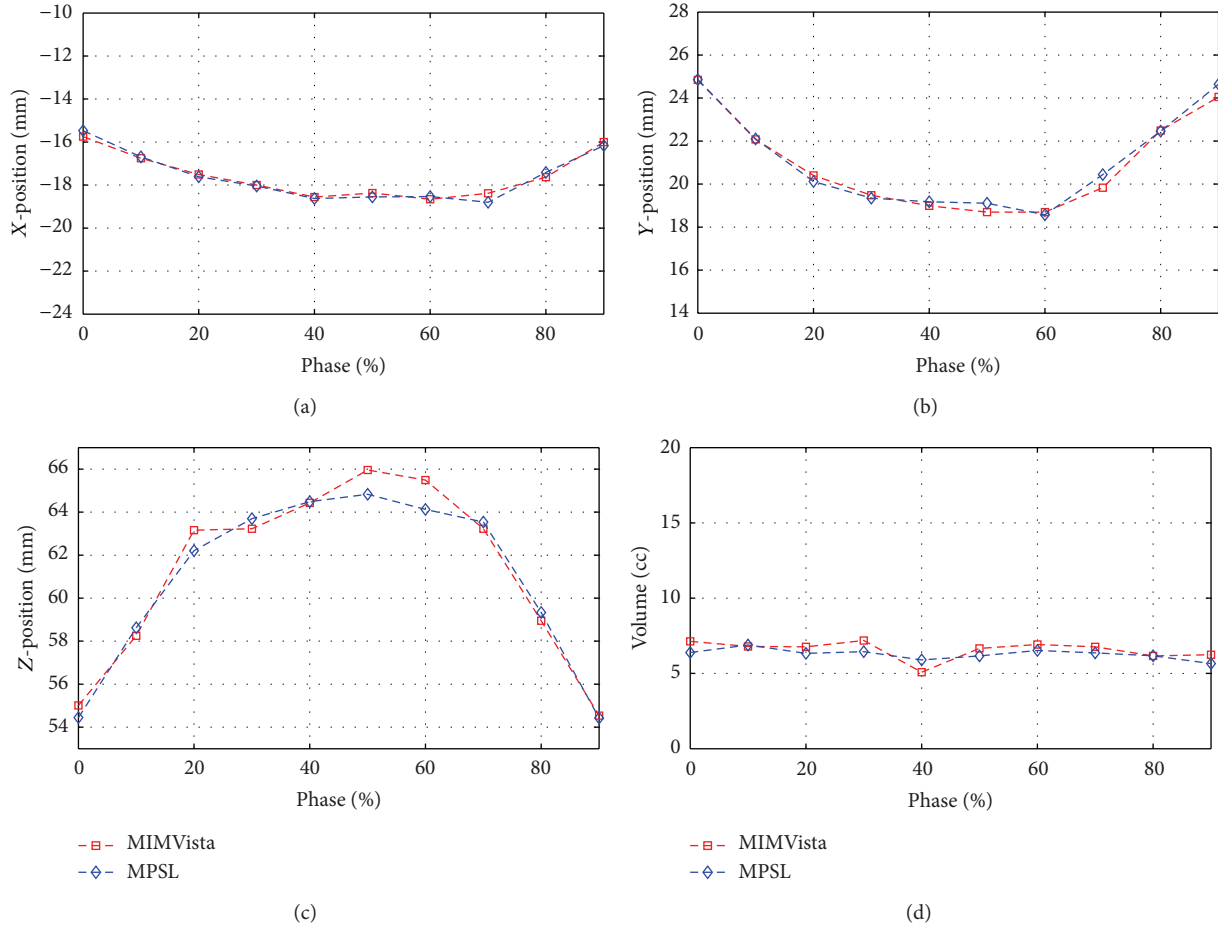 −10
−12
−14
−16
−18
−20
−22
−24
X-position (mm)
0 20 40 60 80
Phase (%)
(a)
28
26
24
22
20
18
16
14
Y-position (mm)
0 20 40 60 80
Phase (%)
(b)
66
64
62
60
58
56
54
Z-position (mm)
0 20 40 60 80
Phase (%)
MIMVista
MPSL
(c)
20
15
10
5
0
Volume (cc)
0 20 40 60 80
Phase (%)
MIMVista
MPSL
(d)